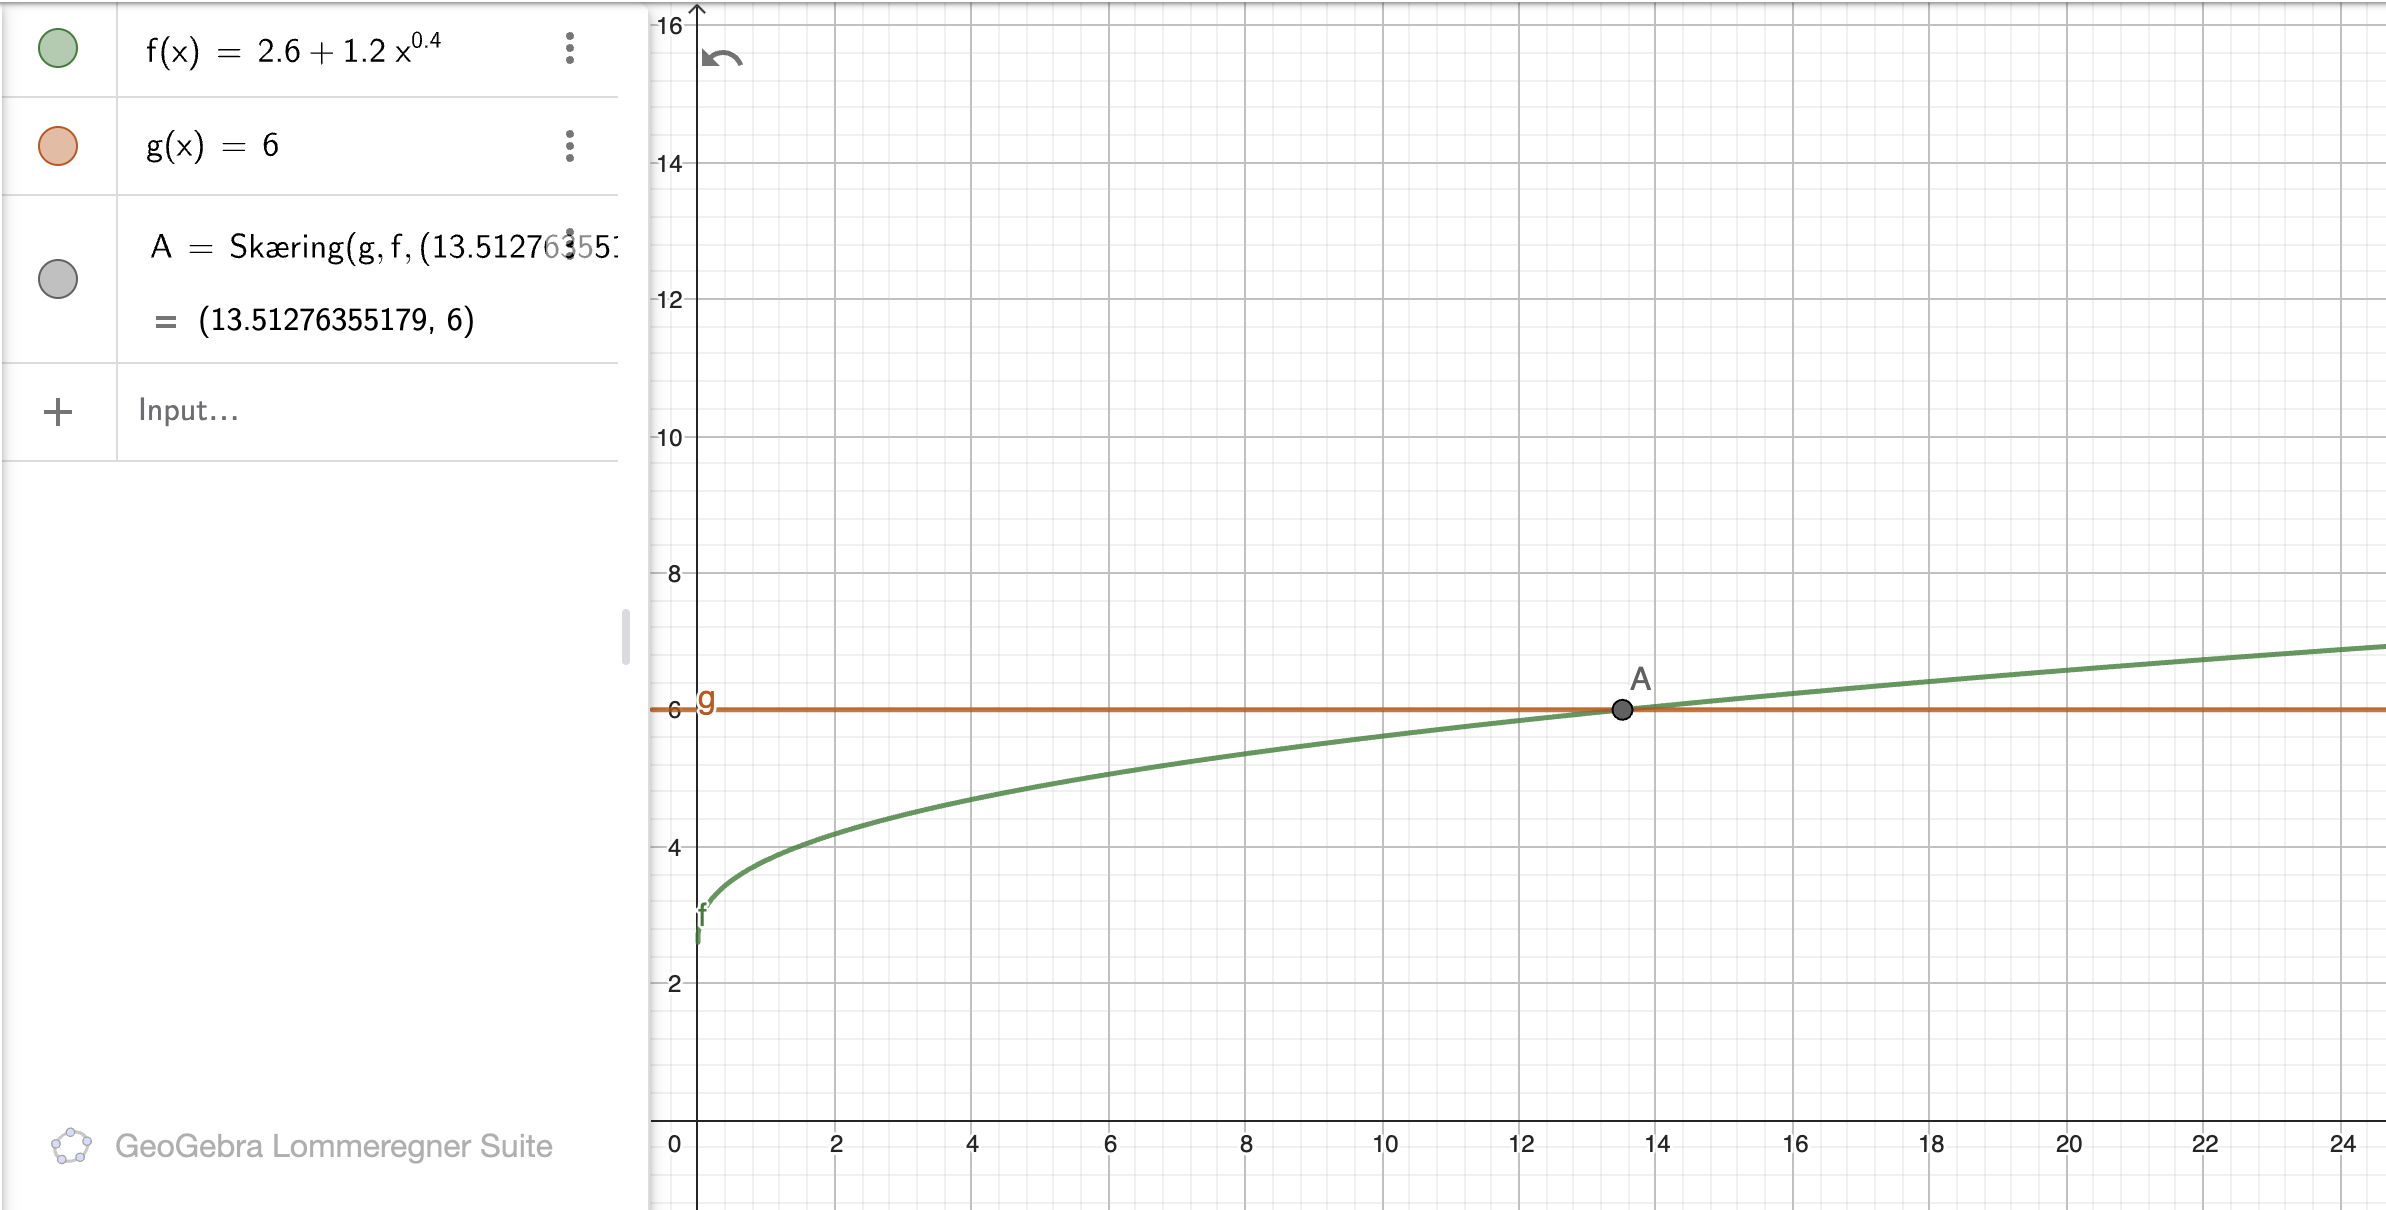 f(x) = 2.6 + 1.2 x^0.4
g(x) = 6
A = Skæring(g, f, (13.51276355
= (13.51276355179, 6)
Input...
GeoGebra Lommeregner Suite
16
14
12
10
8
6
4
2
g
A
f
0 2 4 6 8 10 12 14 16 18 20 22 24